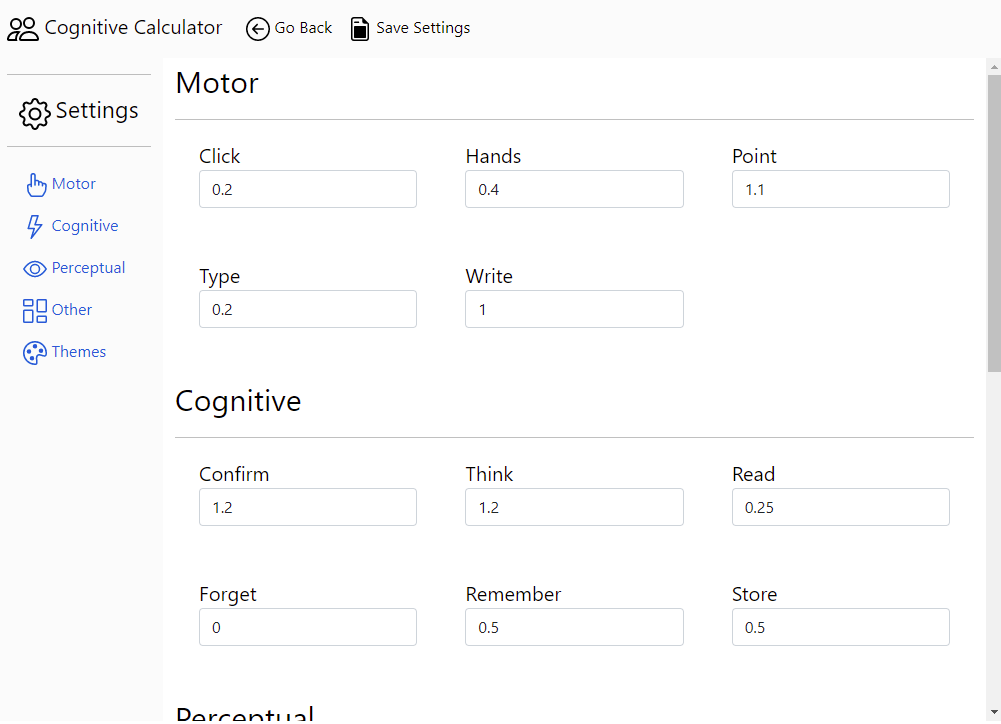 Cognitive Calculator Go Back Save Settings
Settings
Motor
Cognitive
Perceptual
Other
Themes
Motor
Click Hands Point
0.2 0.4 1.1
Type Write
0.2 1
Cognitive
Confirm Think Read
1.2 1.2 0.25
Forget Remember Store
0 0.5 0.5
Perceptual